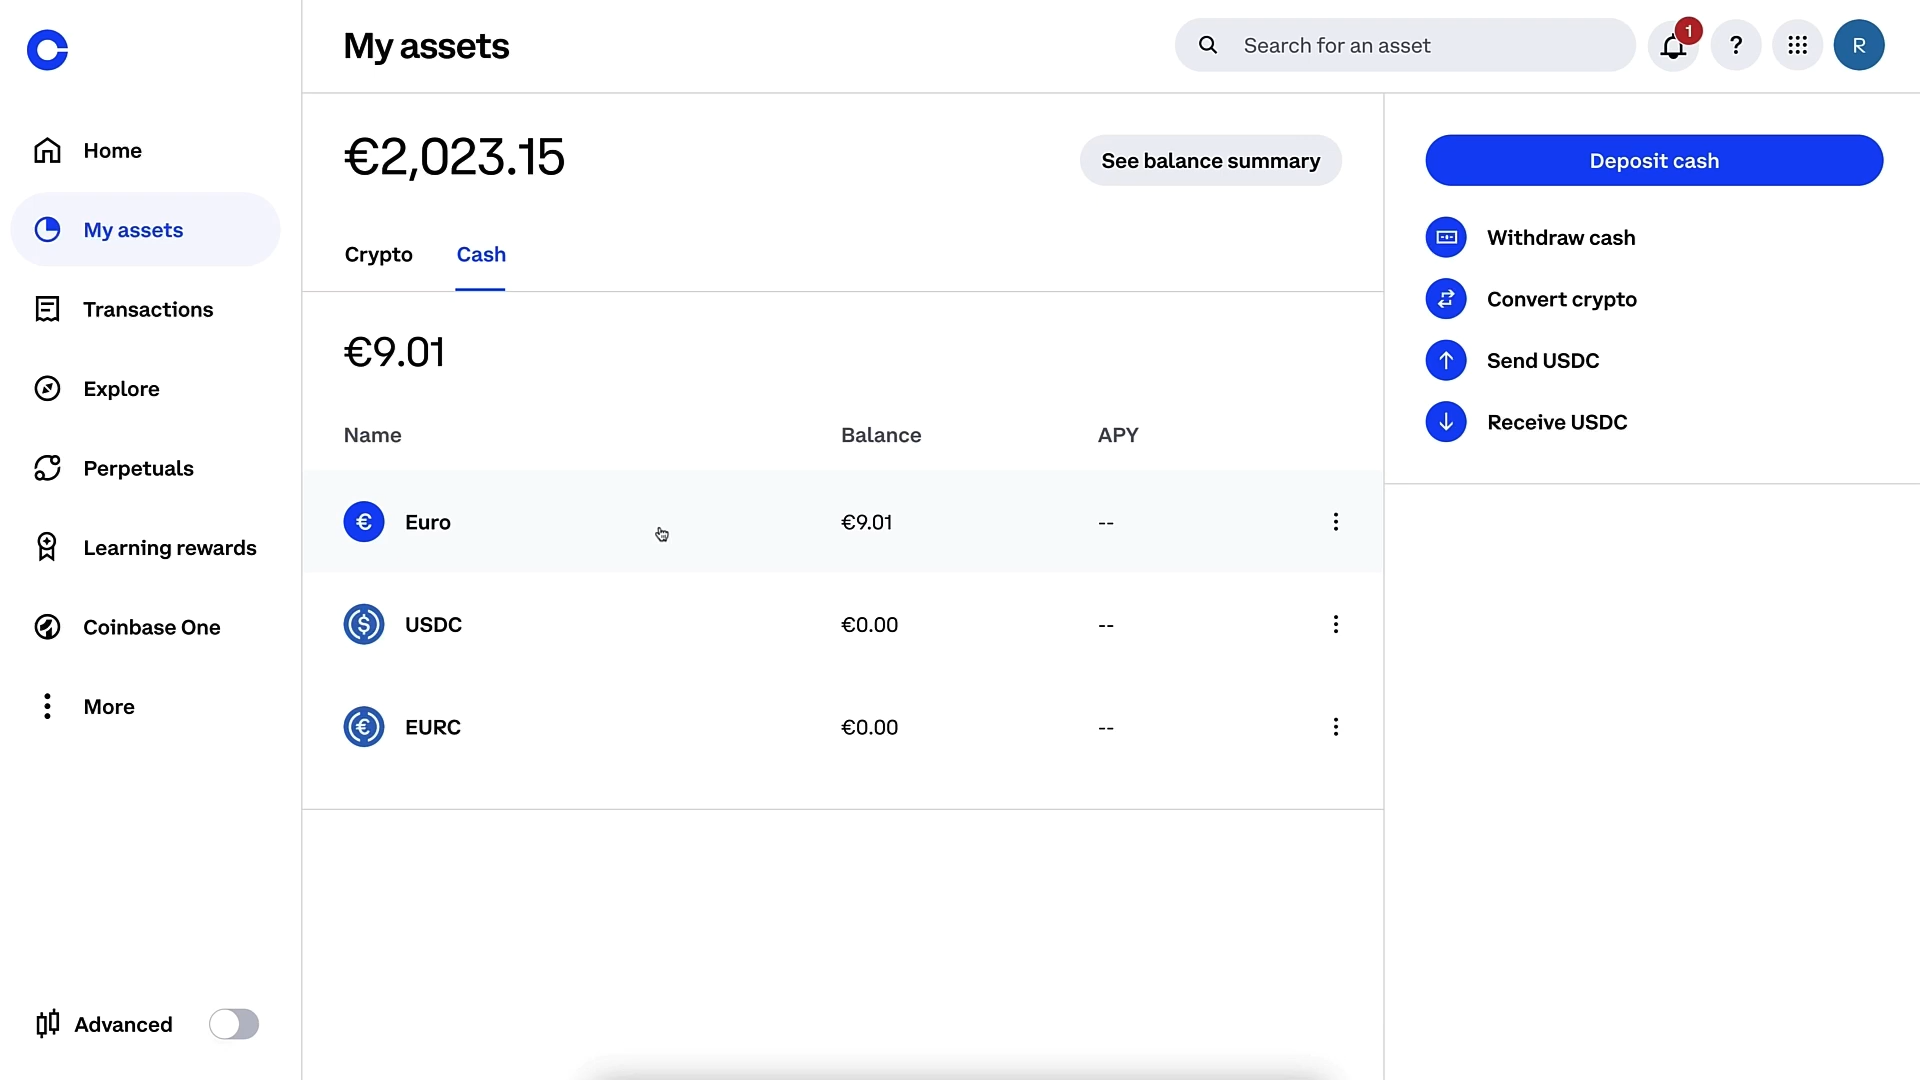 My assets
Search for an asset
1
?
R
Home
My assets
Transactions
Explore
Perpetuals
Learning rewards
Coinbase One
More
Advanced
€2,023.15
See balance summary
Crypto Cash
€9.01
Name Balance APY
€ Euro €9.01 --
$ USDC €0.00 --
€ EURC €0.00 --
Deposit cash
Withdraw cash
Convert crypto
Send USDC
Receive USDC